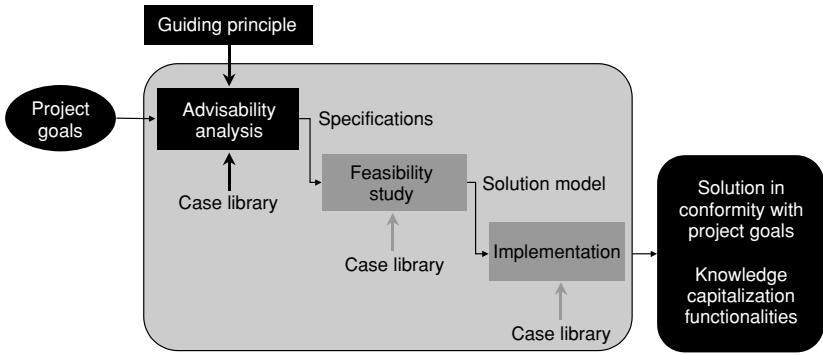 Guiding principle
Project
goals
Advisability
analysis
Specifications
Case library
Feasibility
study
Solution model
Case library
Implementation
Case library
Solution in
conformity with
project goals
Knowledge
capitalization
functionalities